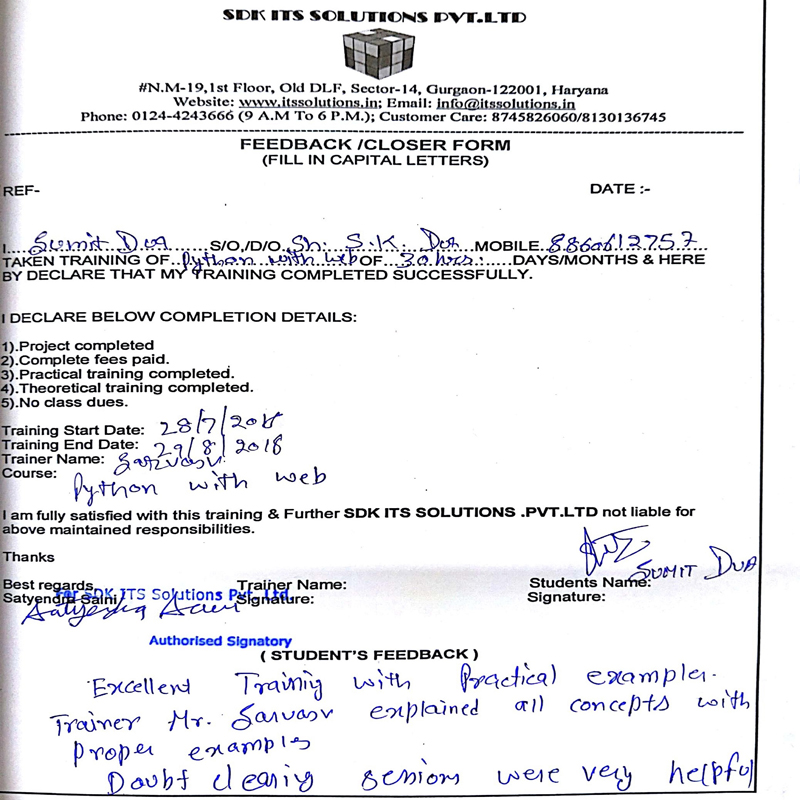 SDK ITS SOLUTIONS PVT.LTD
#N.M-19,1st Floor, Old DLF, Sector-14, Gurgaon-122001, Haryana
Website: www.itssolutions.in; Email: info@itssolutions.in
Phone: 0124-4243666 (9 A.M To 6 P.M.); Customer Care: 8745826060/8130136745
FEEDBACK /CLOSER FORM
(FILL IN CAPITAL LETTERS)
REF- DATE :-
I....Sumit Dua......S/O,/D/O. Sh. S.K. Dua ..MOBILE. 8860612757
TAKEN TRAINING OF..Python with web OF ..30 hrs......DAYS/MONTHS & HERE
BY DECLARE THAT MY TRAINING COMPLETED SUCCESSFULLY.
I DECLARE BELOW COMPLETION DETAILS:
1).Project completed
2).Complete fees paid.
3).Practical training completed.
4).Theoretical training completed.
5).No class dues.
Training Start Date: 28/7/2018
Training End Date: 29/8/2018
Trainer Name: Sarvasv
Course: Python with web
I am fully satisfied with this training & Further SDK ITS SOLUTIONS .PVT.LTD not liable for
above maintained responsibilities.
Thanks
Best regards, Trainer Name: Students Name: SUMIT DUA
For SDK ITS Solutions Pvt. Ltd.
Satyendra Saini Signature: Signature:
Authorised Signatory
( STUDENT'S FEEDBACK )
Excellent Training with Practical examples.
Trainer Mr. Sarvasv explained all concepts with
proper examples
Doubt clearing sessions were very helpful